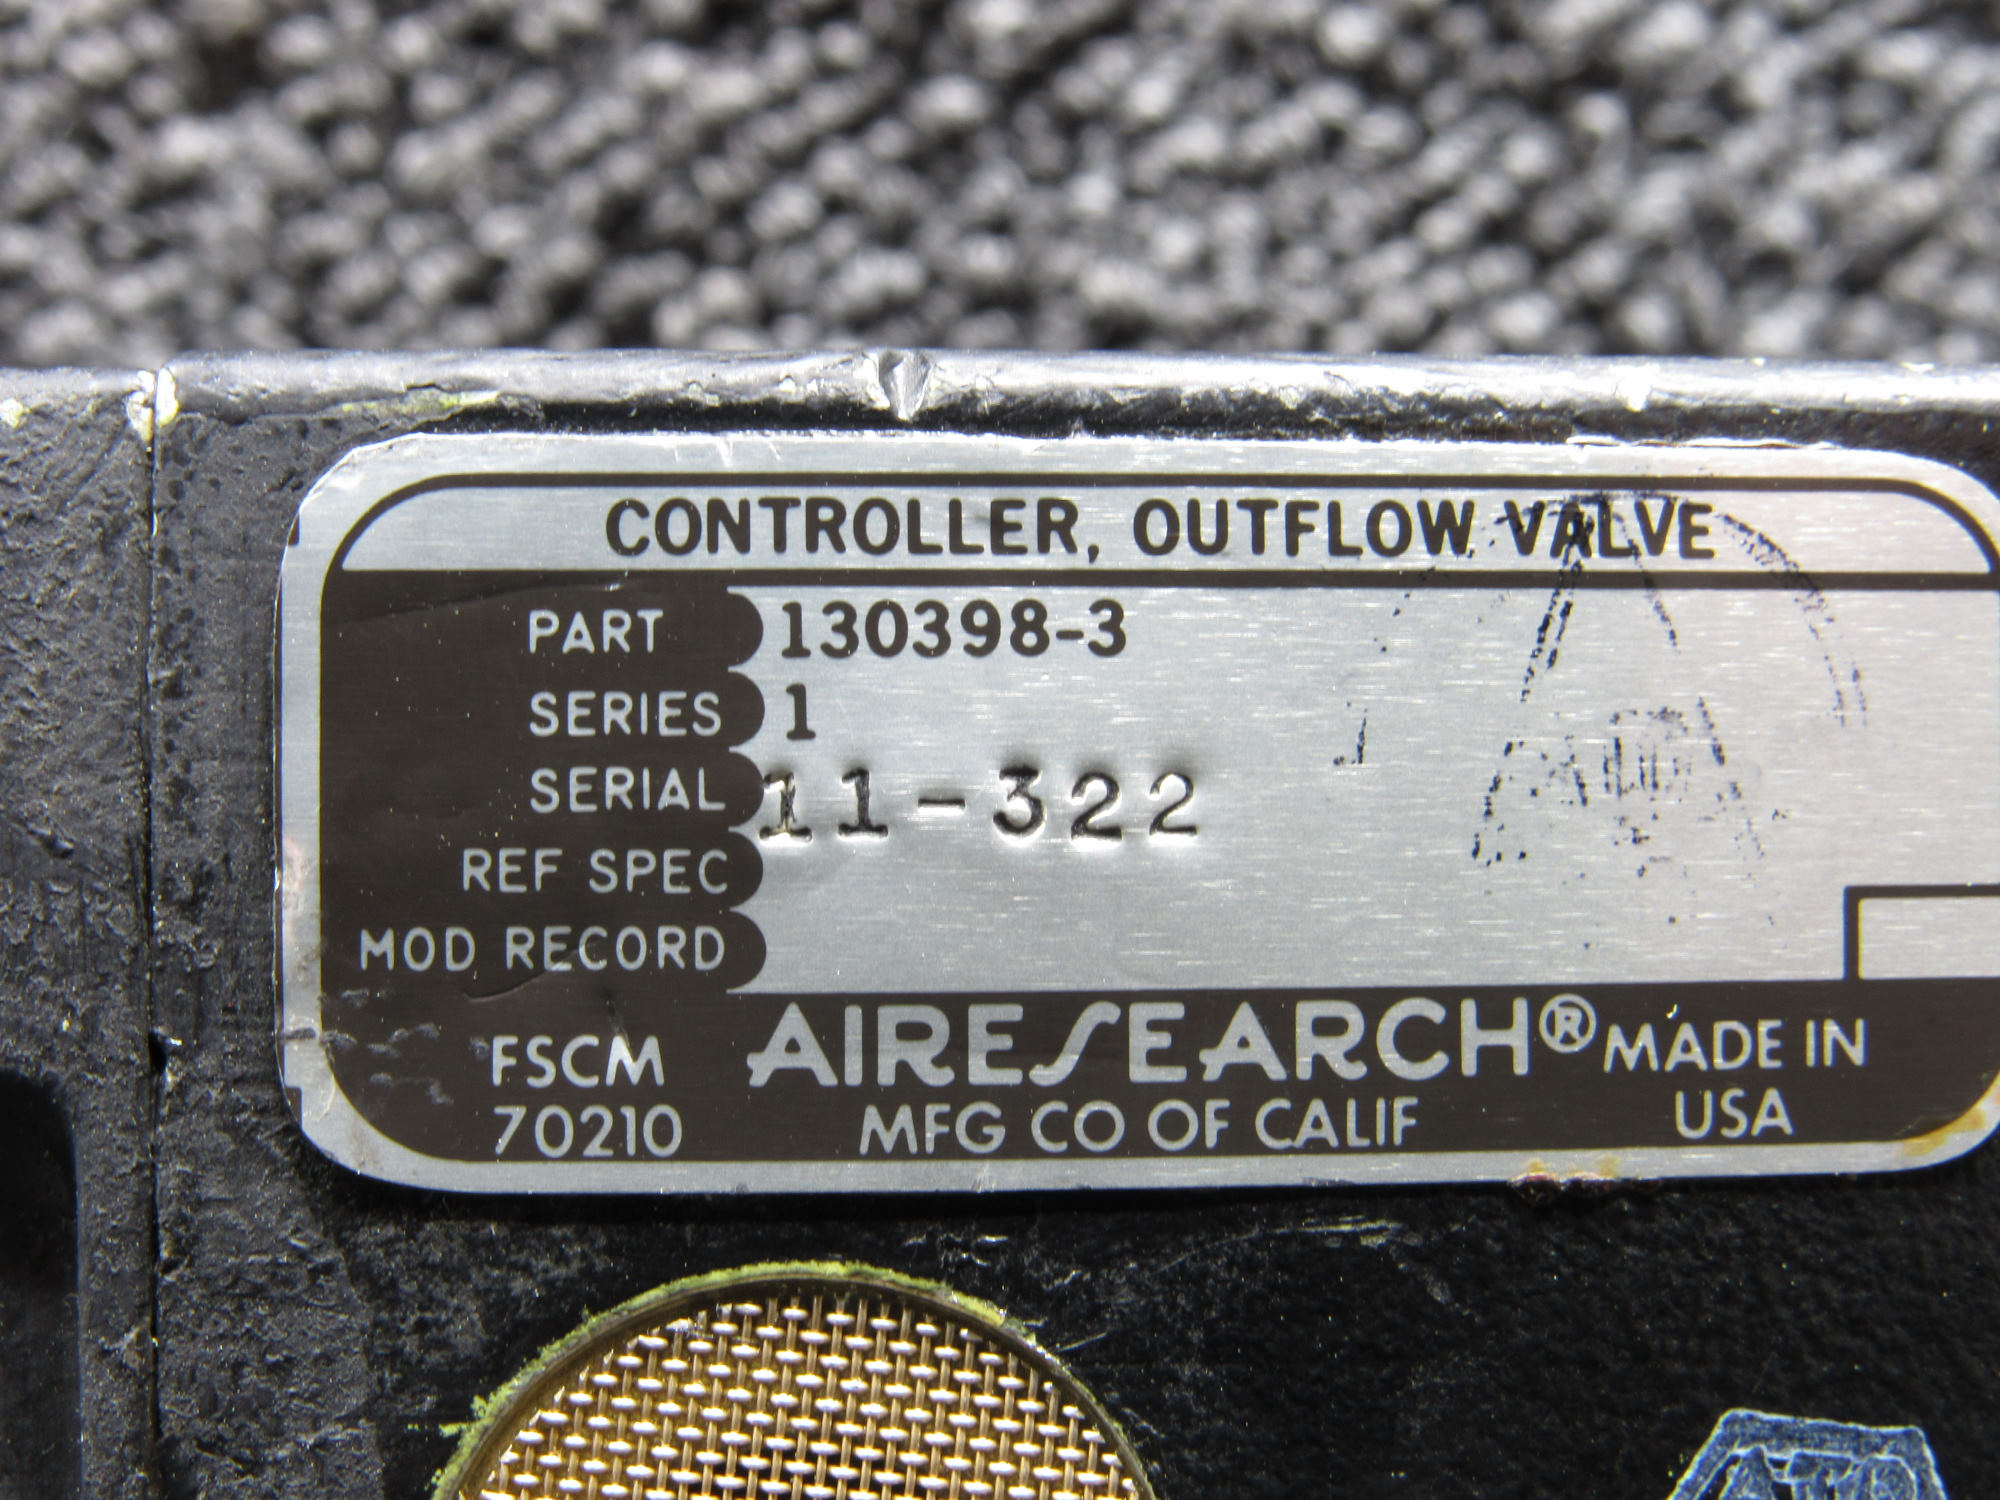 CONTROLLER, OUTFLOW VALVE
PART 130398-3
SERIES 1
SERIAL 11-322
REF SPEC
MOD RECORD
FSCM
70210
AIRESEARCH®
MFG CO OF CALIF
MADE IN
USA